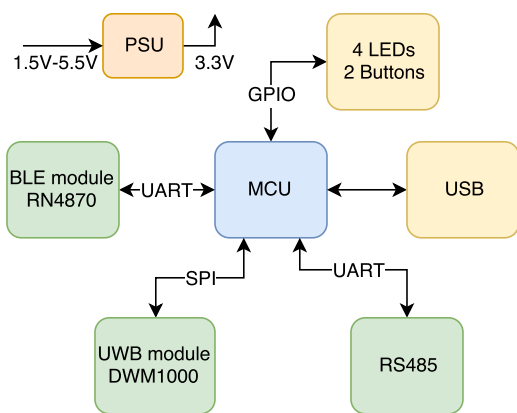 PSU
1.5V-5.5V
3.3V
4 LEDs
2 Buttons
GPIO
BLE module
RN4870
UART
MCU
USB
SPI
UART
UWB module
DWM1000
RS485